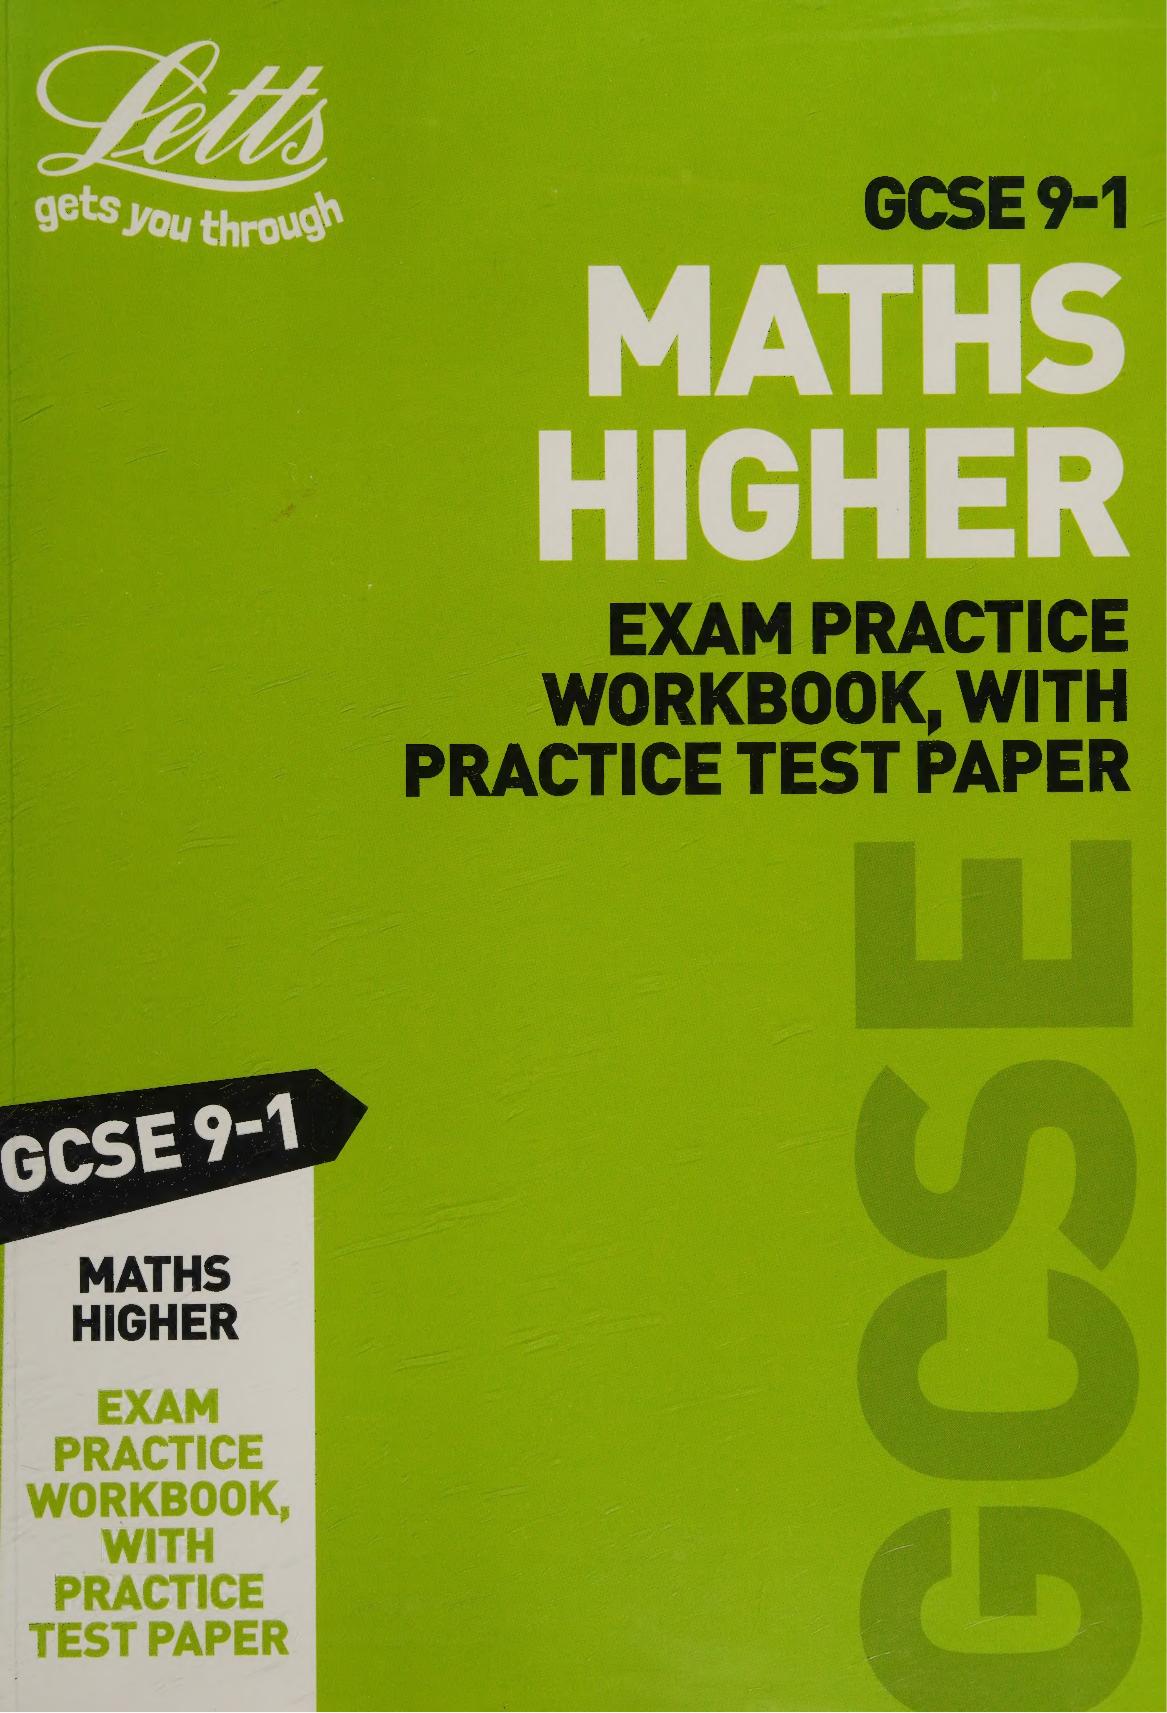 Letts
gets you through
GCSE 9-1
MATHS
HIGHER
EXAM PRACTICE
WORKBOOK, WITH
PRACTICE TEST PAPER
GCSE
GCSE 9-1
MATHS
HIGHER
EXAM
PRACTICE
WORKBOOK,
WITH
PRACTICE
TEST PAPER